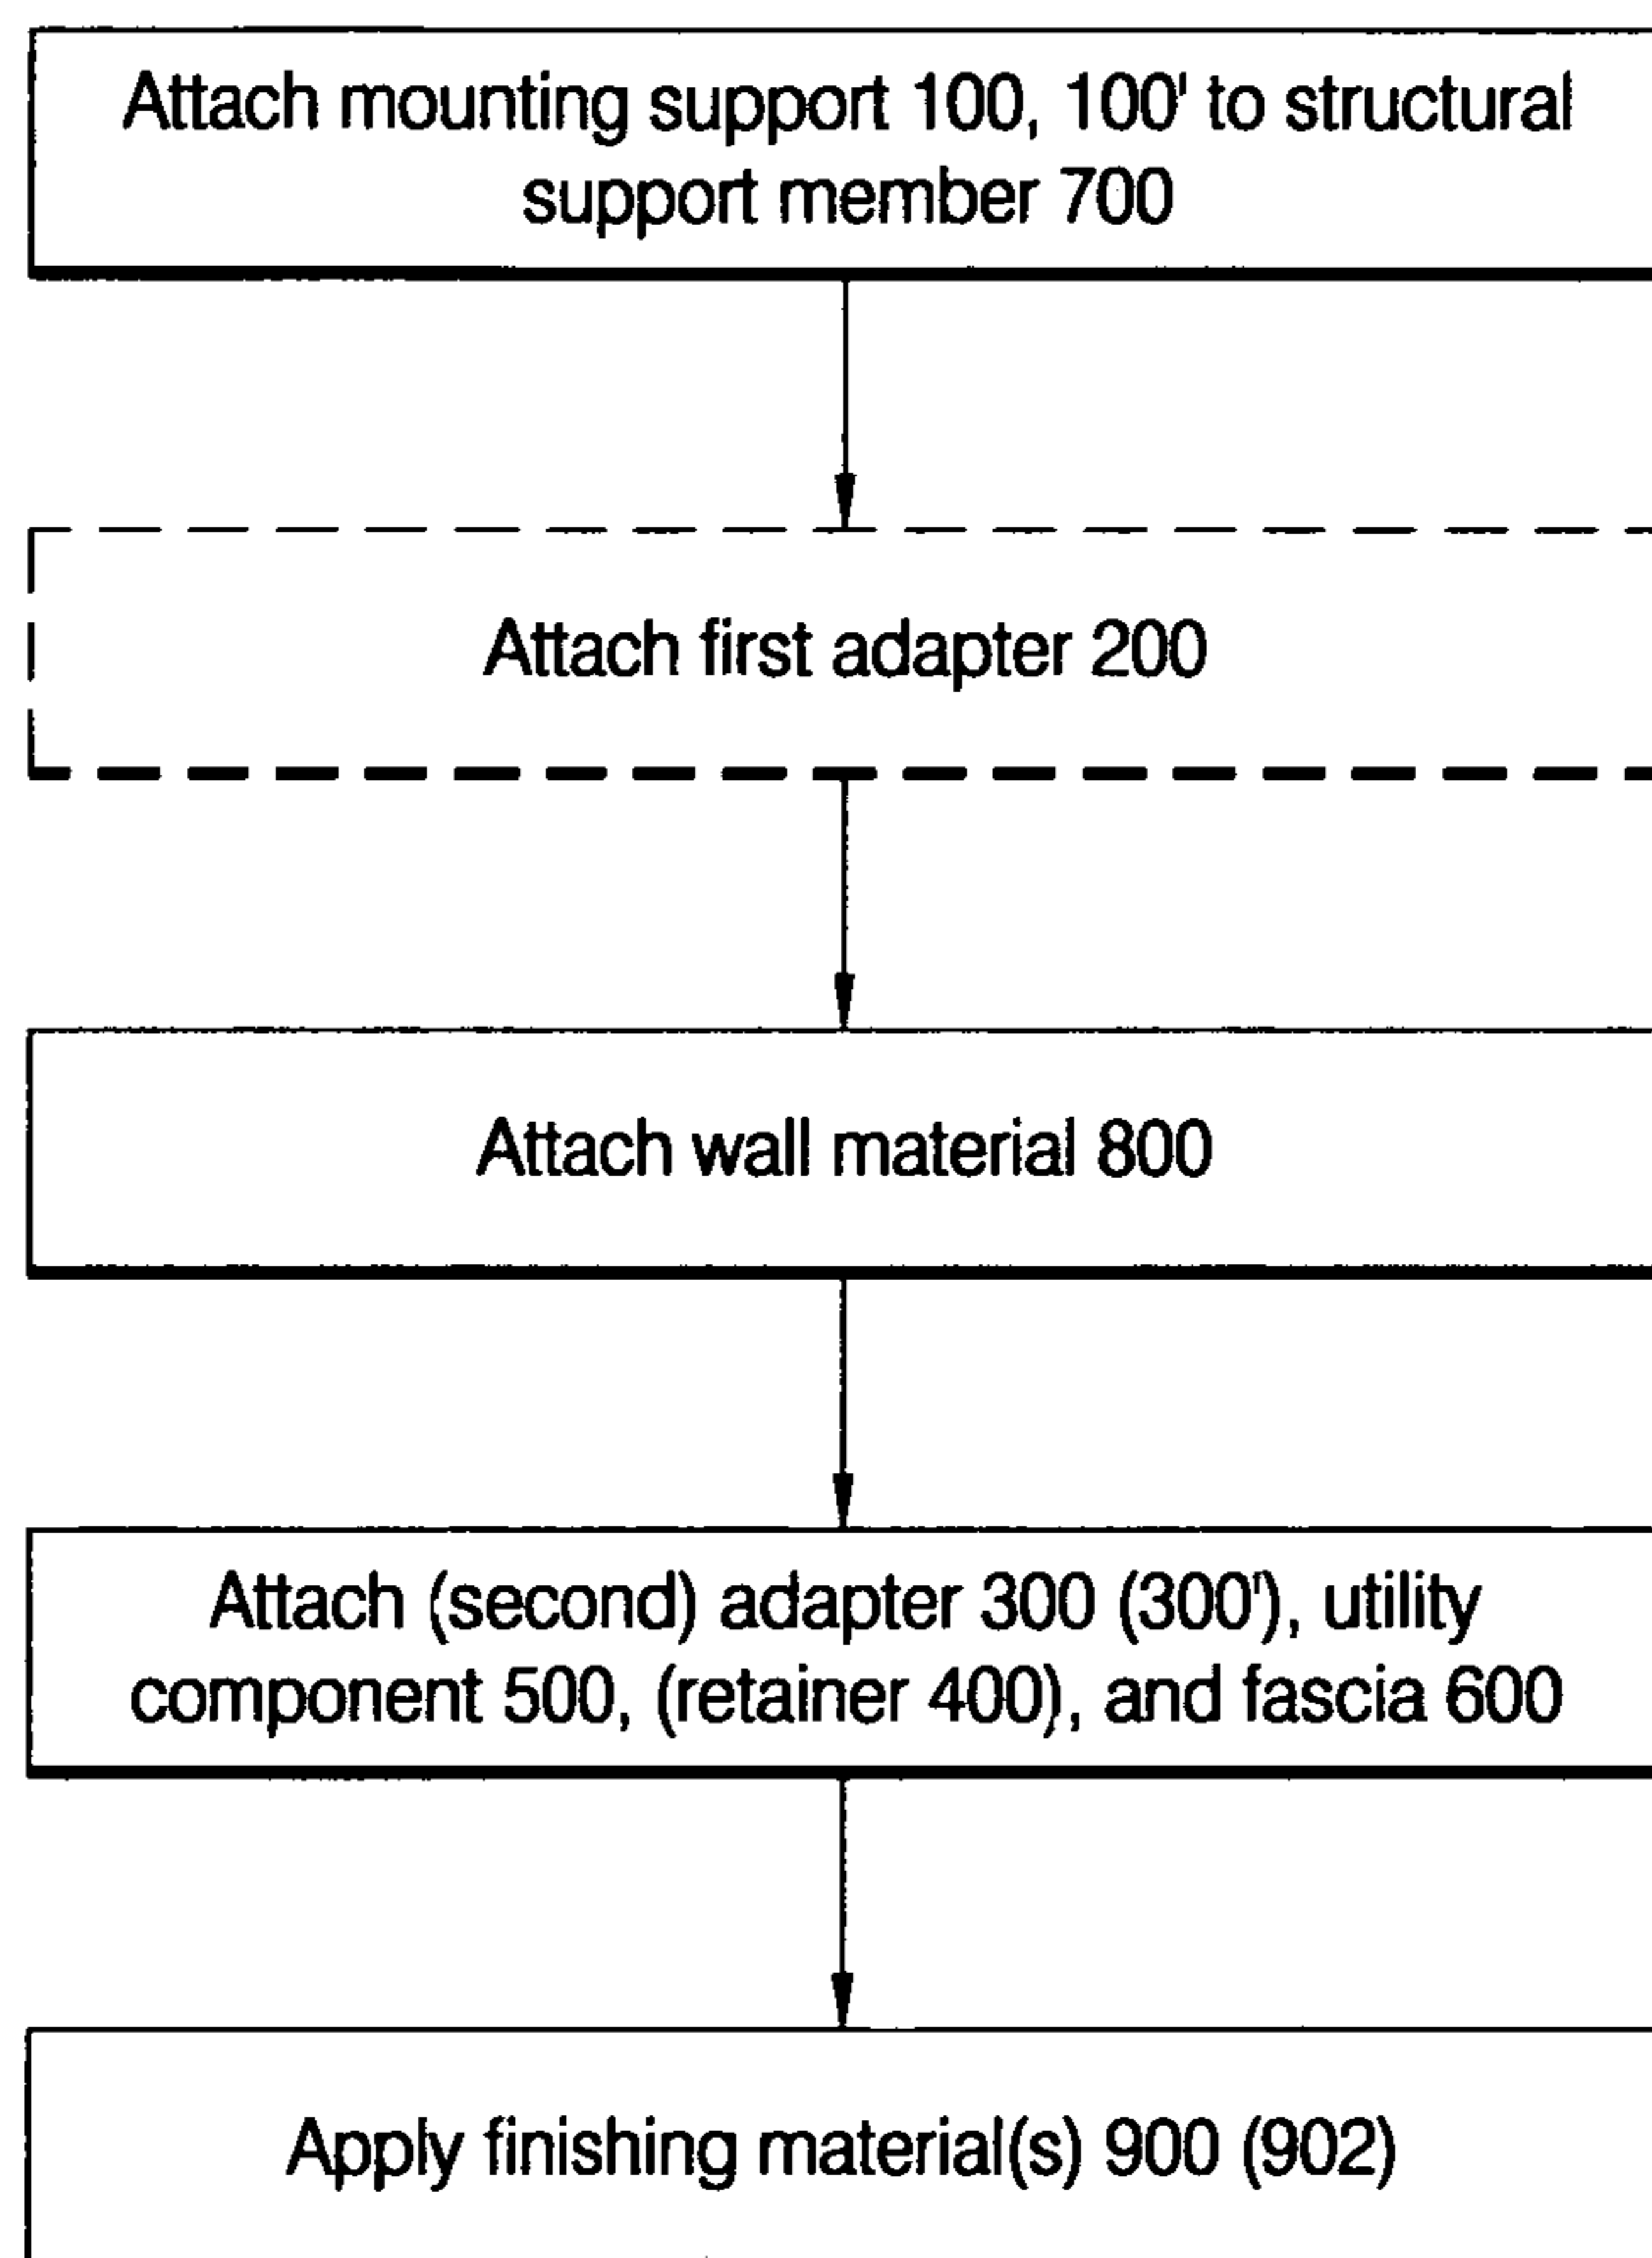 Attach mounting support 100, 100' to structural
support member 700
Attach first adapter 200
Attach wall material 800
Attach (second) adapter 300 (300'), utility
component 500, (retainer 400), and fascia 600
Apply finishing material(s) 900 (902)